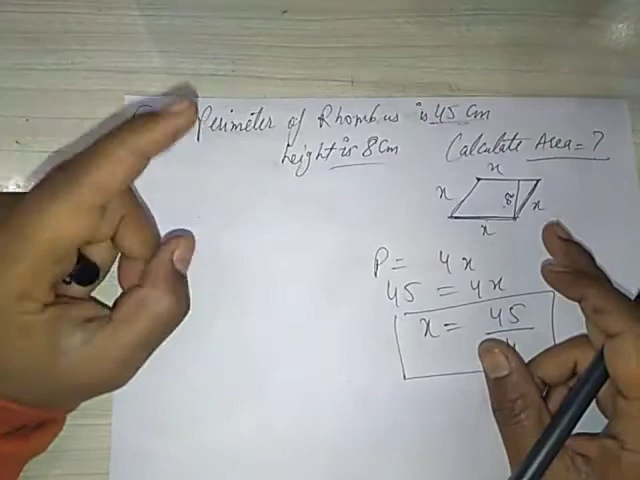 Perimeter of Rhombus is 45 cm
height is 8 cm
Calculate Area = ?
x
x 8 x
x
P = 4x
45 = 4x
x = 45